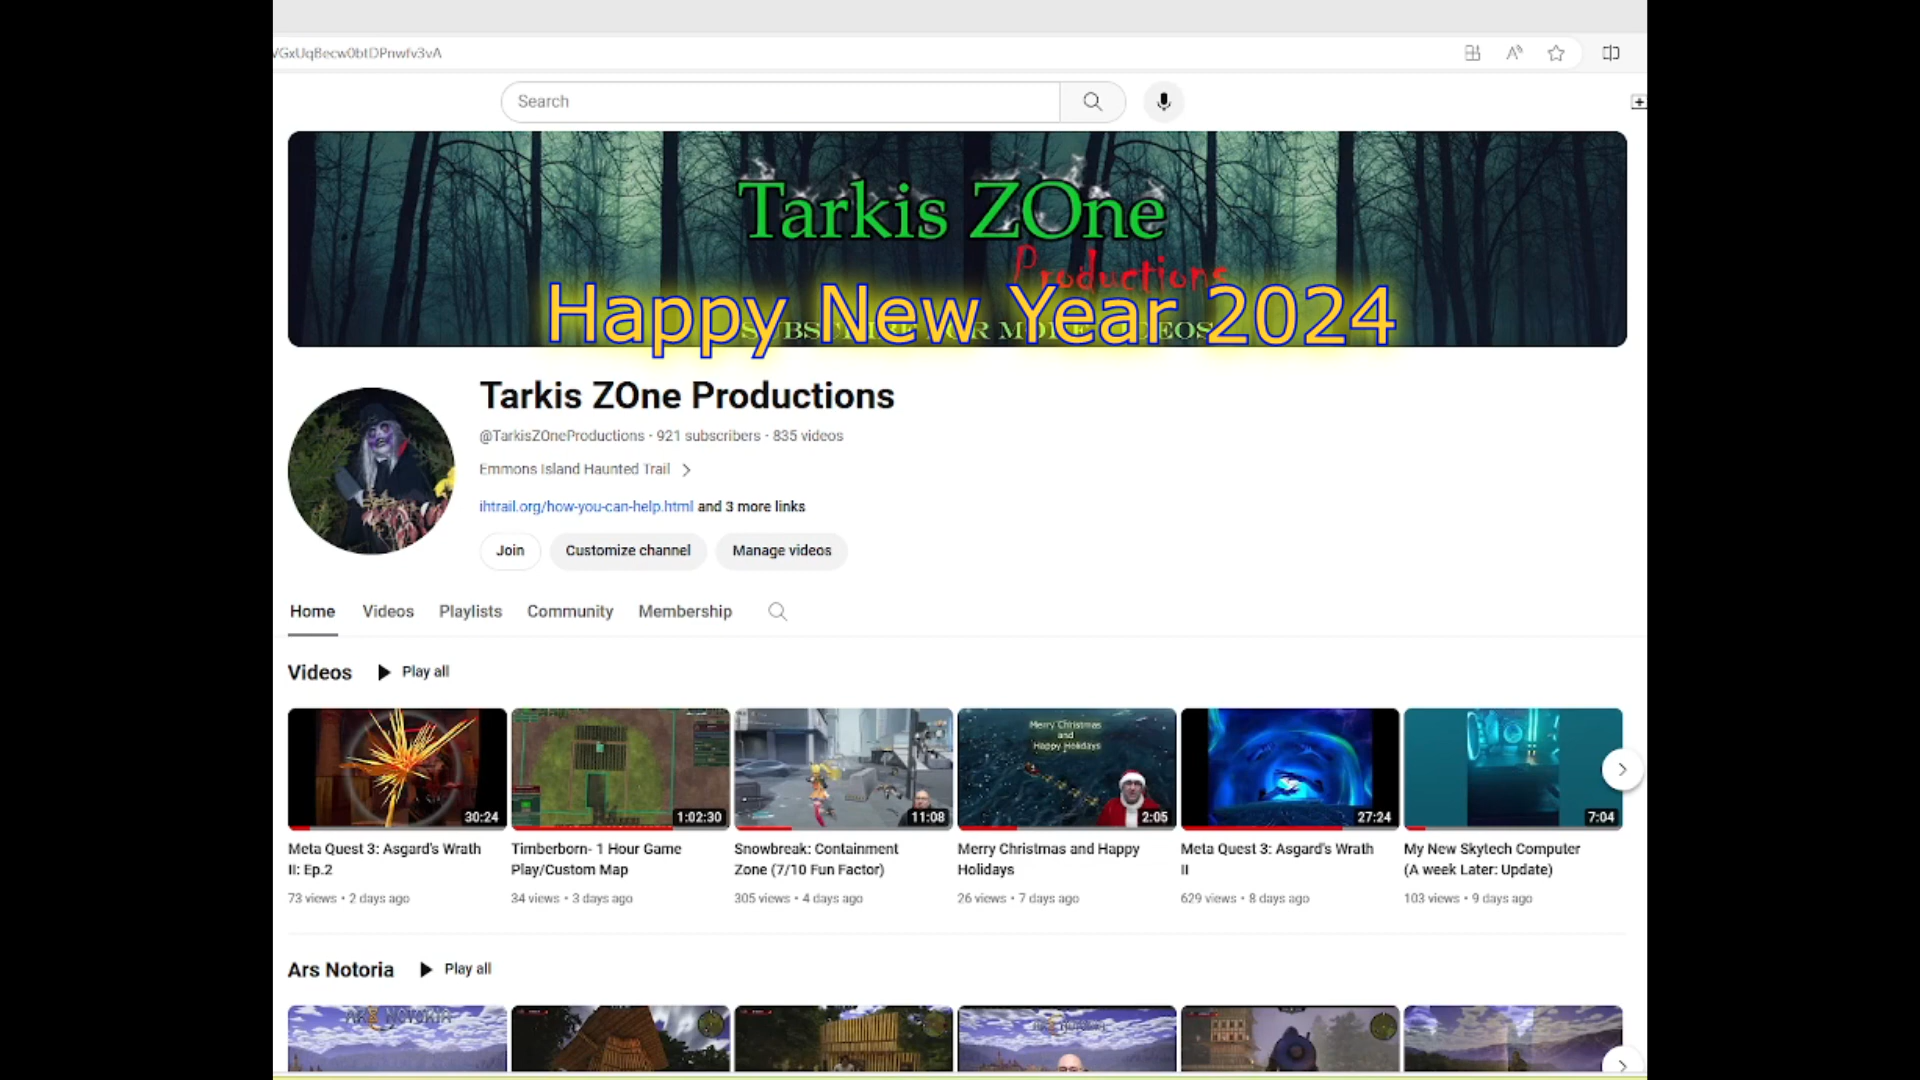 VGxUqBecw0btDPnwfv3vA
Search
Tarkis ZOne
Productions
Happy New Year 2024
Tarkis ZOne Productions
@TarkisZOneProductions · 921 subscribers · 835 videos
Emmons Island Haunted Trail
ihtrail.org/how-you-can-help.html and 3 more links
Join Customize channel Manage videos
Home Videos Playlists Community Membership
Videos Play all
Merry Christmas
and
Happy Holidays
30:24 1:02:30 11:08 2:05 27:24 7:04
Meta Quest 3: Asgard's Wrath II: Ep.2
73 views • 2 days ago
Timberborn- 1 Hour Game Play/Custom Map
34 views • 3 days ago
Snowbreak: Containment Zone (7/10 Fun Factor)
305 views • 4 days ago
Merry Christmas and Happy Holidays
26 views • 7 days ago
Meta Quest 3: Asgard's Wrath II
629 views • 8 days ago
My New Skytech Computer (A week Later: Update)
103 views • 9 days ago
Ars Notoria Play all